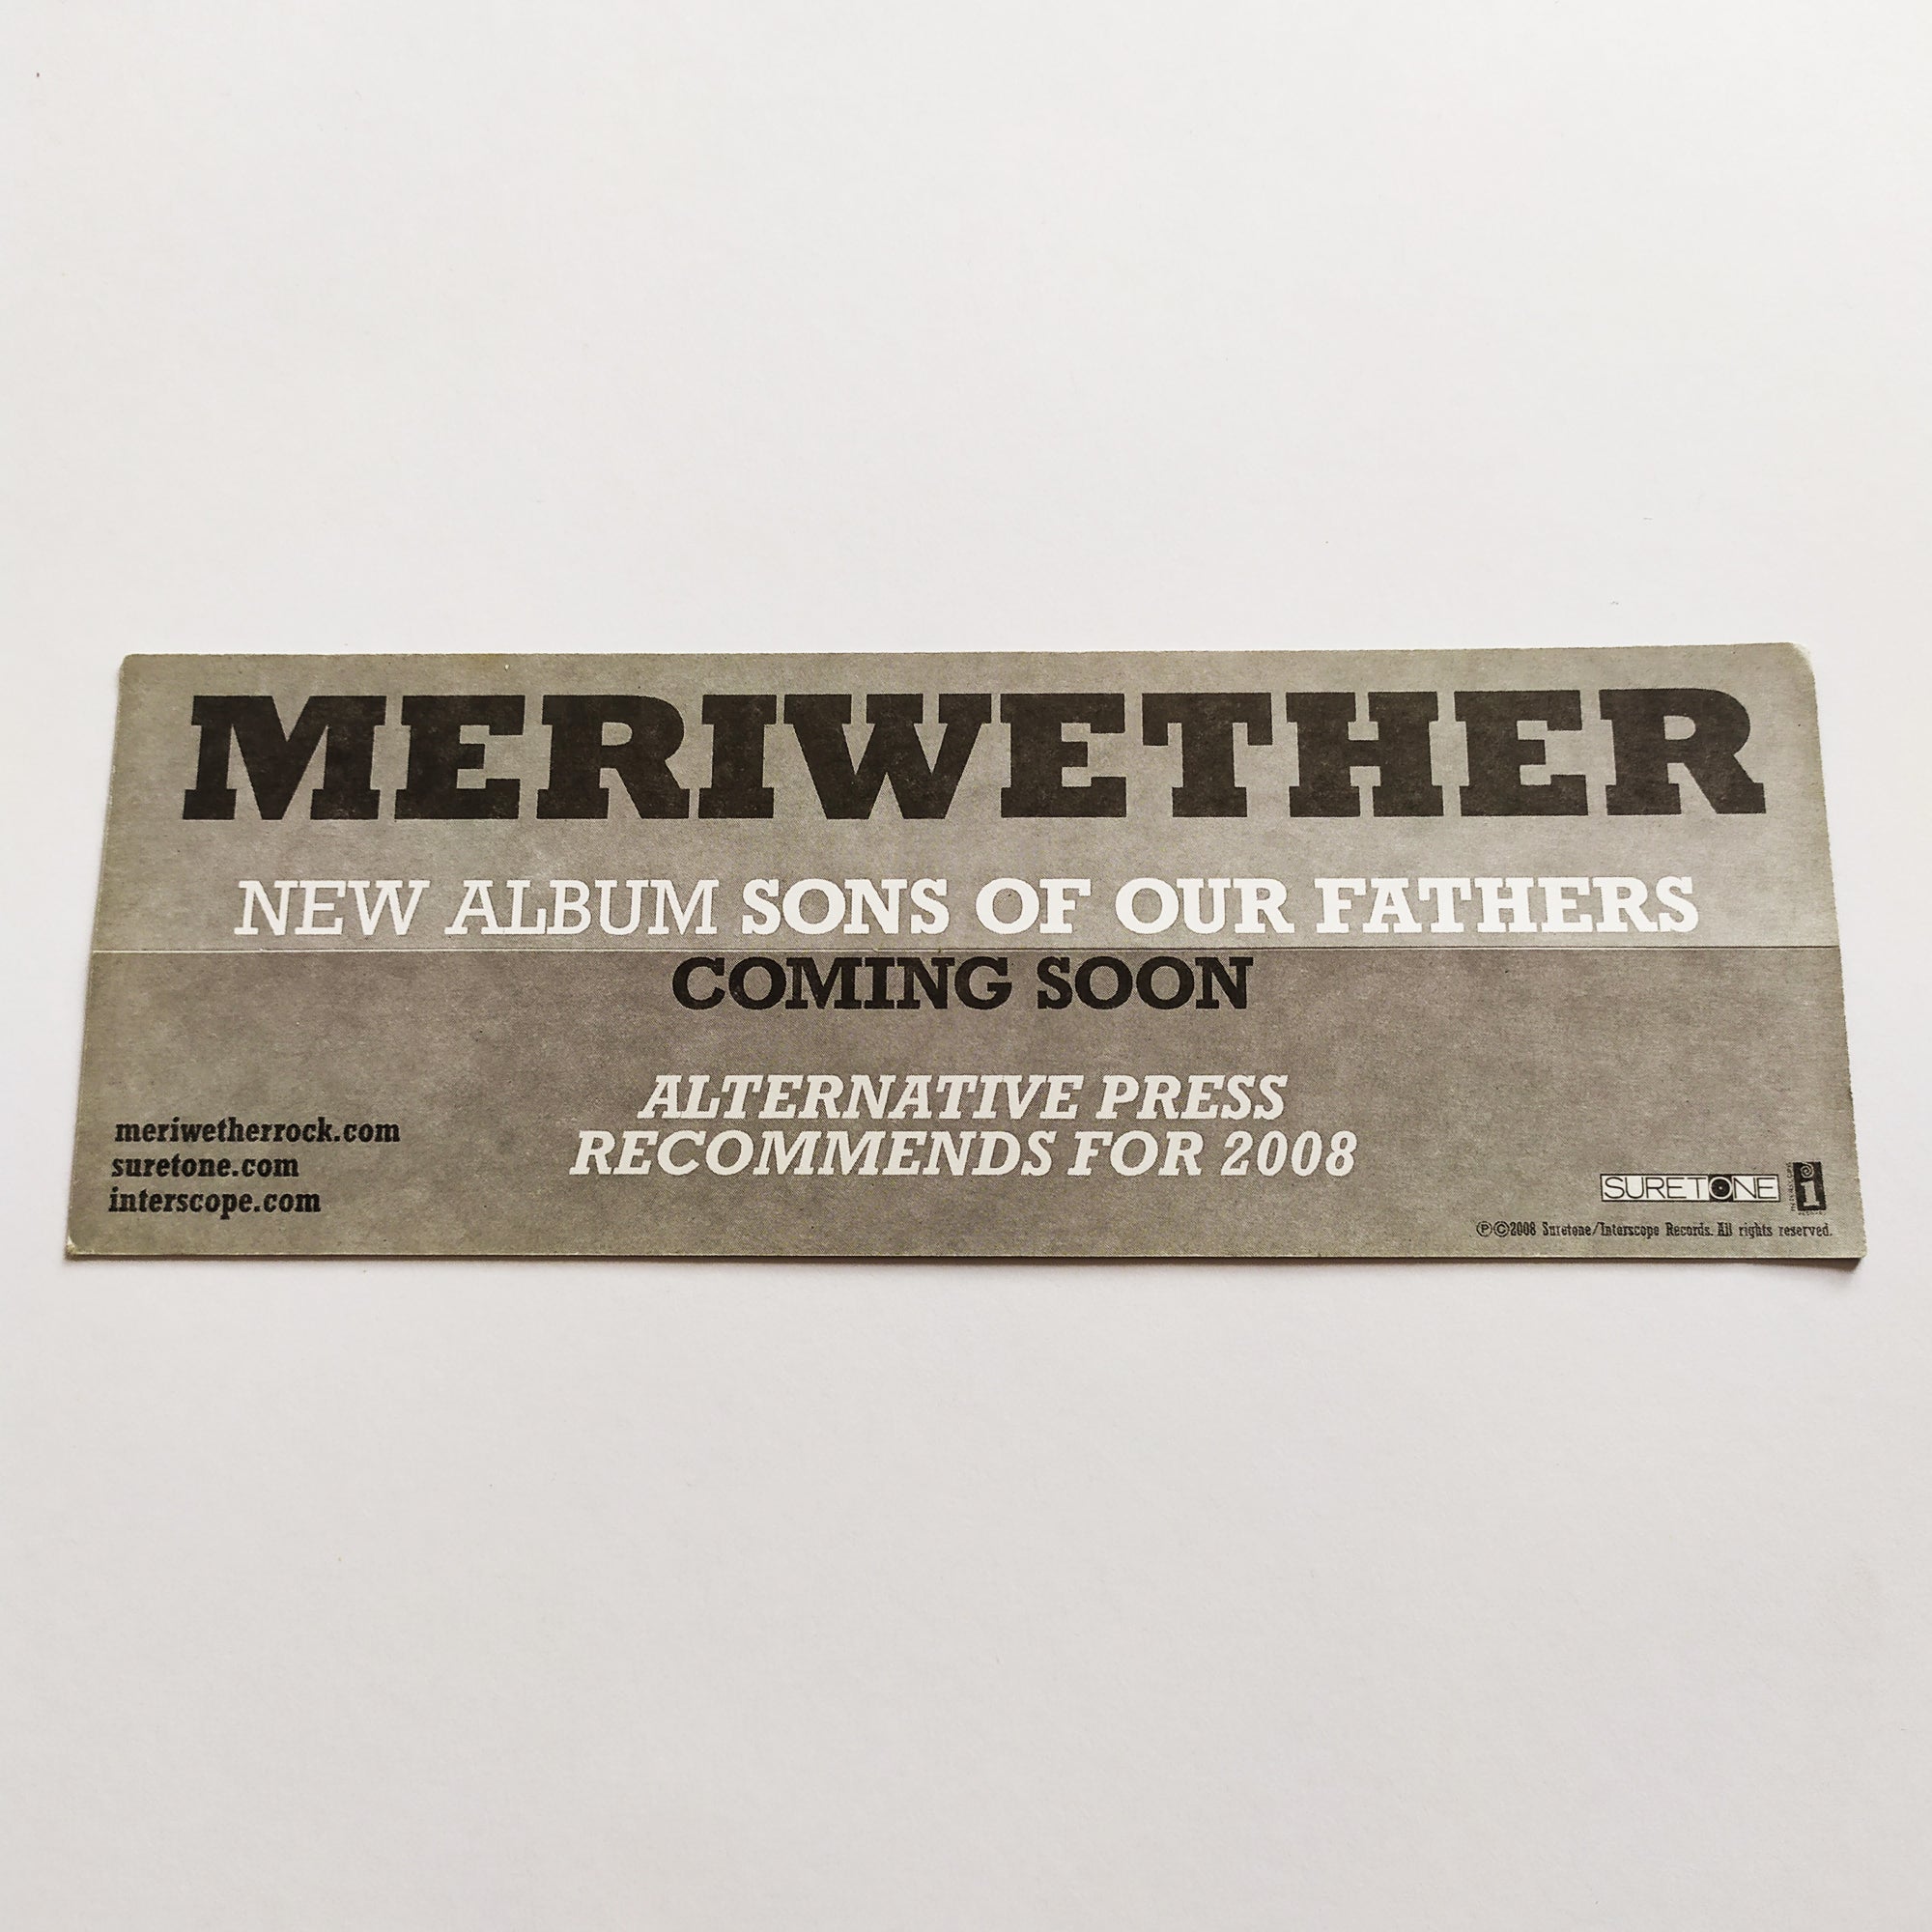 MERIWETHER
NEW ALBUM SONS OF OUR FATHERS
COMING SOON
ALTERNATIVE PRESS
RECOMMENDS FOR 2008
meriwetherrock.com
suretone.com
interscope.com
SURETONE
℗©2008 Suretone/Interscope Records. All rights reserved.